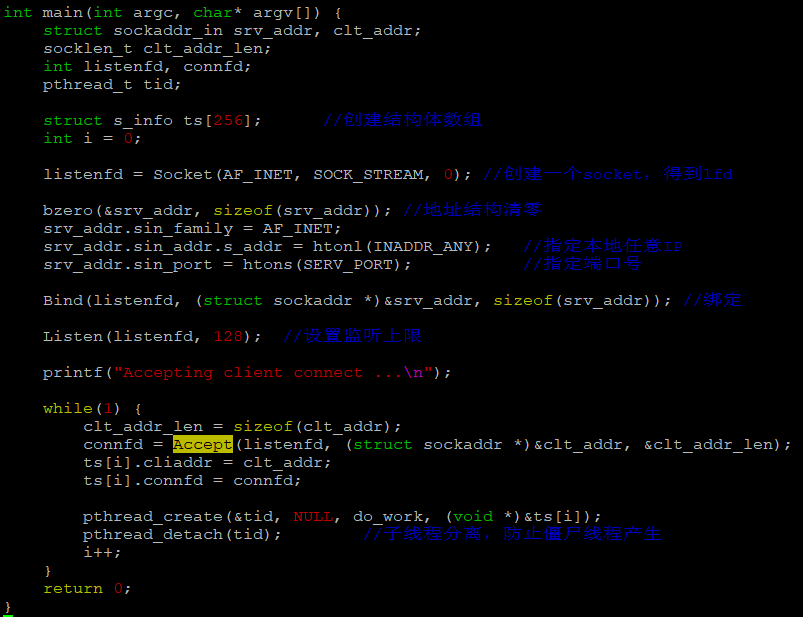 int main(int argc, char* argv[]) {
    struct sockaddr_in srv_addr, clt_addr;
    socklen_t clt_addr_len;
    int listenfd, connfd;
    pthread_t tid;

    struct s_info ts[256];      //创建结构体数组
    int i = 0;

    listenfd = Socket(AF_INET, SOCK_STREAM, 0); //创建一个socket, 得到lfd

    bzero(&srv_addr, sizeof(srv_addr)); //地址结构清零
    srv_addr.sin_family = AF_INET;
    srv_addr.sin_addr.s_addr = htonl(INADDR_ANY);   //指定本地任意IP
    srv_addr.sin_port = htons(SERV_PORT);           //指定端口号

    Bind(listenfd, (struct sockaddr *)&srv_addr, sizeof(srv_addr)); //绑定

    Listen(listenfd, 128);  //设置监听上限

    printf("Accepting client connect ...\n");

    while(1) {
        clt_addr_len = sizeof(clt_addr);
        connfd = Accept(listenfd, (struct sockaddr *)&clt_addr, &clt_addr_len);
        ts[i].cliaddr = clt_addr;
        ts[i].connfd = connfd;

        pthread_create(&tid, NULL, do_work, (void *)&ts[i]);
        pthread_detach(tid);        //子线程分离, 防止僵尸线程产生
        i++;
    }
    return 0;
}